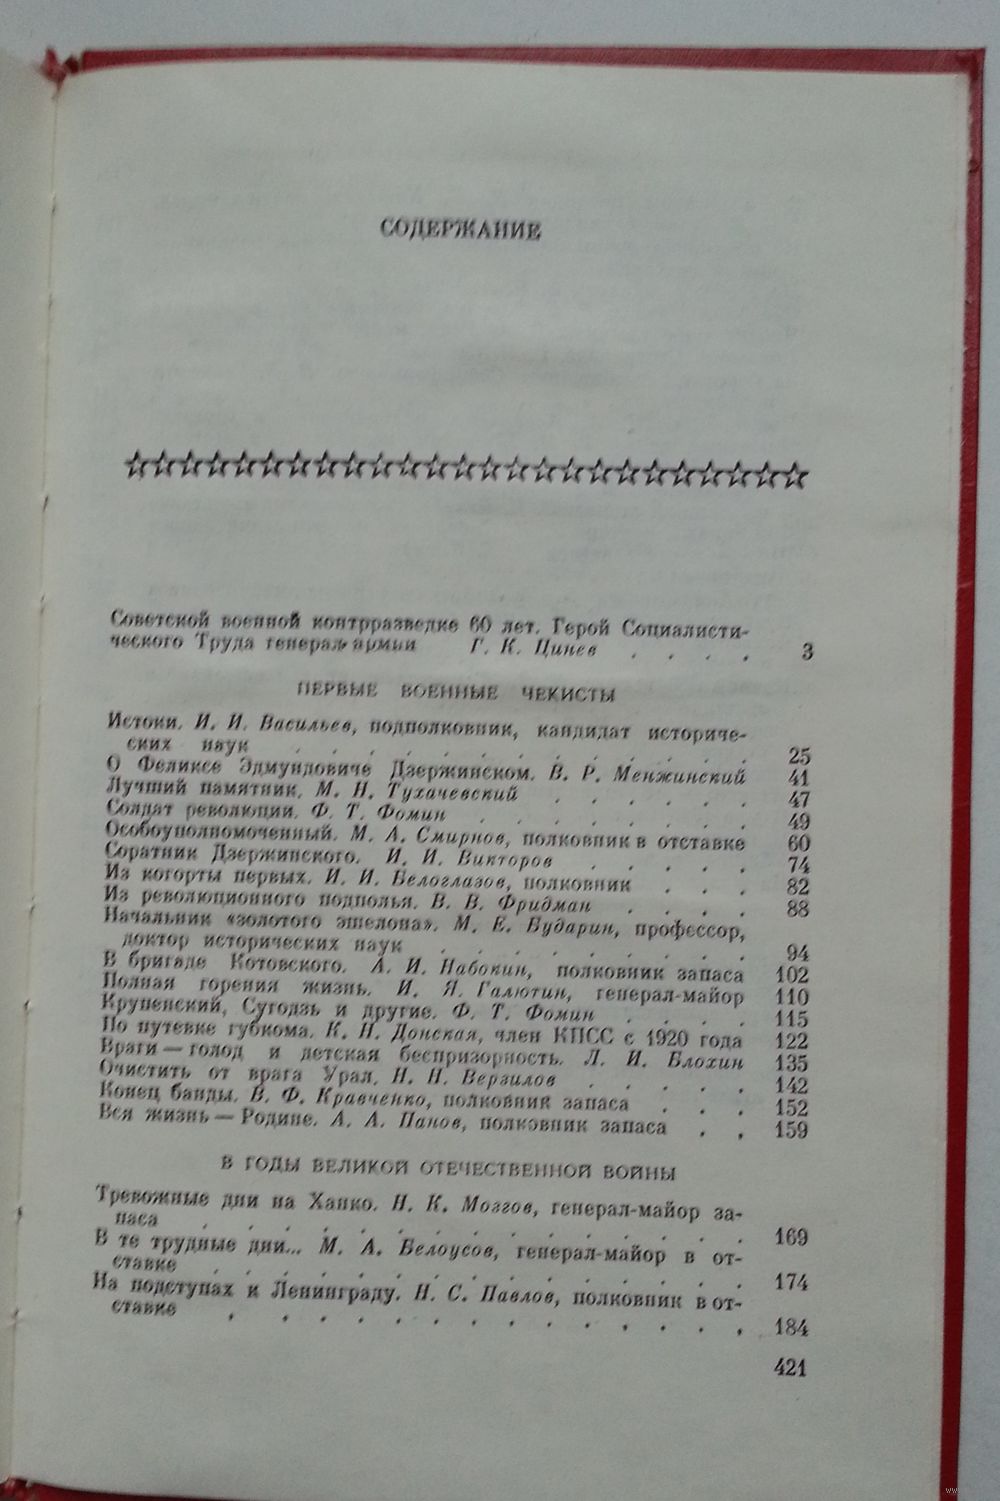 СОДЕРЖАНИЕ
Советской военной контрразведке 60 лет. Герой Социалисти-
ческого Труда генерал армии Г. К. Цинев . . . . 3
ПЕРВЫЕ ВОЕННЫЕ ЧЕКИСТЫ
Истоки. И. И. Васильев, подполковник, кандидат историче-
ских наук . . . . . . . . . 25
О Феликсе Эдмундовиче Дзержинском. В. Р. Менжинский 41
Лучший памятник. М. Н. Тухачевский . . . . . . 47
Солдат революции. Ф. Т. Фомин . . . . . . . 49
Особоуполномоченный. М. А. Смирнов, полковник в отставке 60
Соратник Дзержинского. И. И. Викторов . . . . . 74
Из когорты первых. И. И. Белоглазов, полковник . . . 82
Из революционного подполья. В. В. Фридман . . . . 88
Начальник «золотого эшелона». М. Е. Бударин, профессор,
доктор исторических наук . . . . . . . . . 94
В бригаде Котовского. А. И. Набокин, полковник запаса 102
Полная горения жизнь. И. Я. Галютин, генерал-майор 110
Крупенский, Сугодзь и другие. Ф. Т. Фомин . . . . 115
По путевке губкома. К. Н. Донская, член КПСС с 1920 года 122
Враги — голод и детская беспризорность. Л. И. Блохин 135
Очистить от врага Урал. Н. Н. Верзилов . . . . . 142
Конец банды. В. Ф. Кравченко, полковник запаса . . . 152
Вся жизнь — Родине. А. А. Панов, полковник запаса . . 159
В ГОДЫ ВЕЛИКОЙ ОТЕЧЕСТВЕННОЙ ВОЙНЫ
Тревожные дни на Ханко. Н. К. Мозгов, генерал-майор за-
паса . . . . . . . . . . . . . 169
В те трудные дни... М. А. Белоусов, генерал-майор в от-
ставке . . . . . . . . . . . . 174
На подступах к Ленинграду. Н. С. Павлов, полковник в от-
ставке . . . . . . . . . . . 184
421